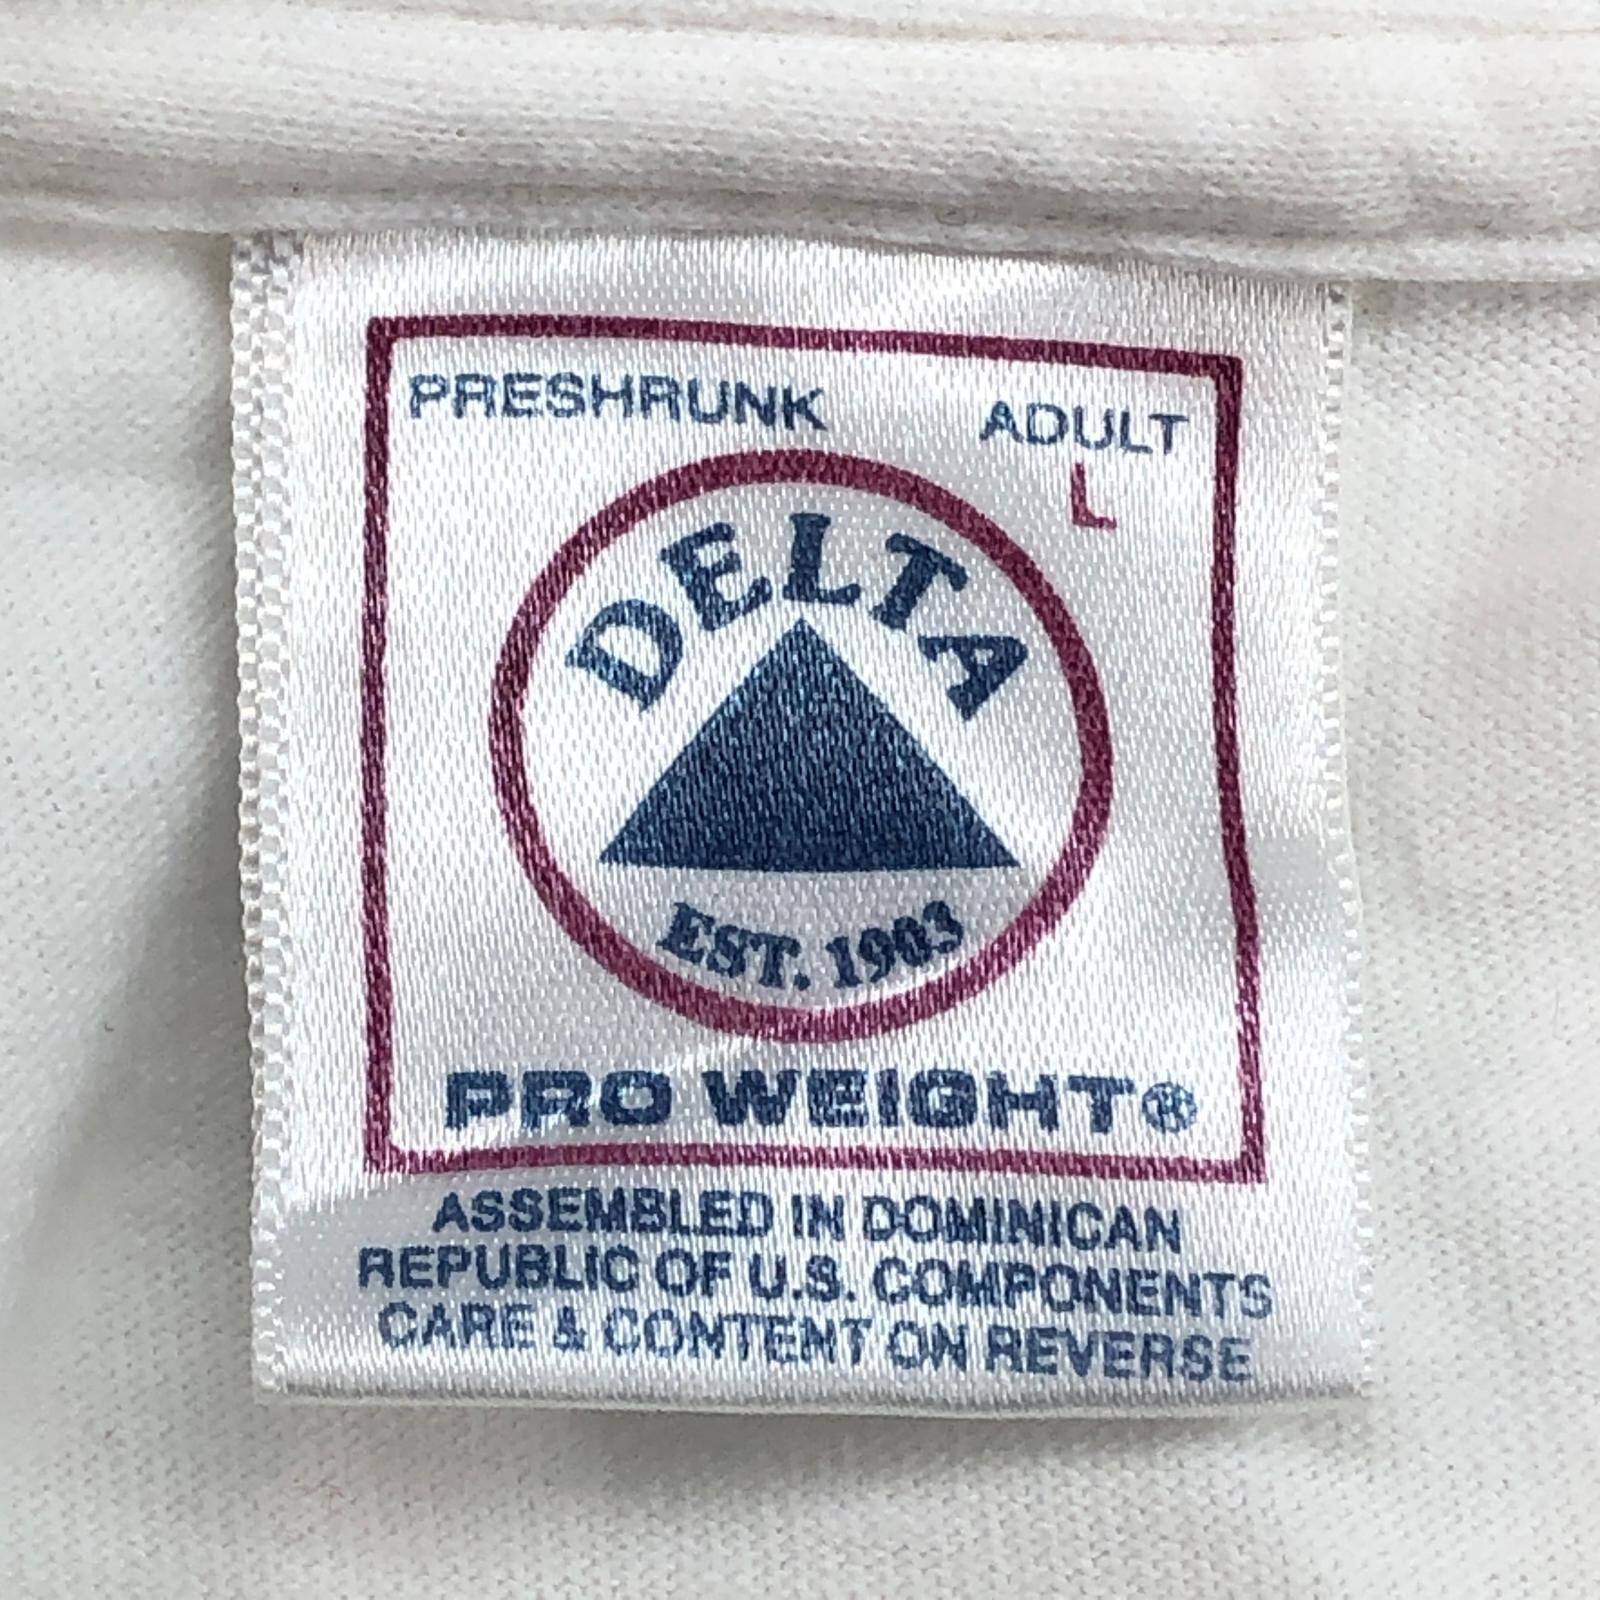 PRESHRUNK ADULT
L
DELTA
EST. 1903
PRO WEIGHT®
ASSEMBLED IN DOMINICAN
REPUBLIC OF U.S. COMPONENTS
CARE & CONTENT ON REVERSE